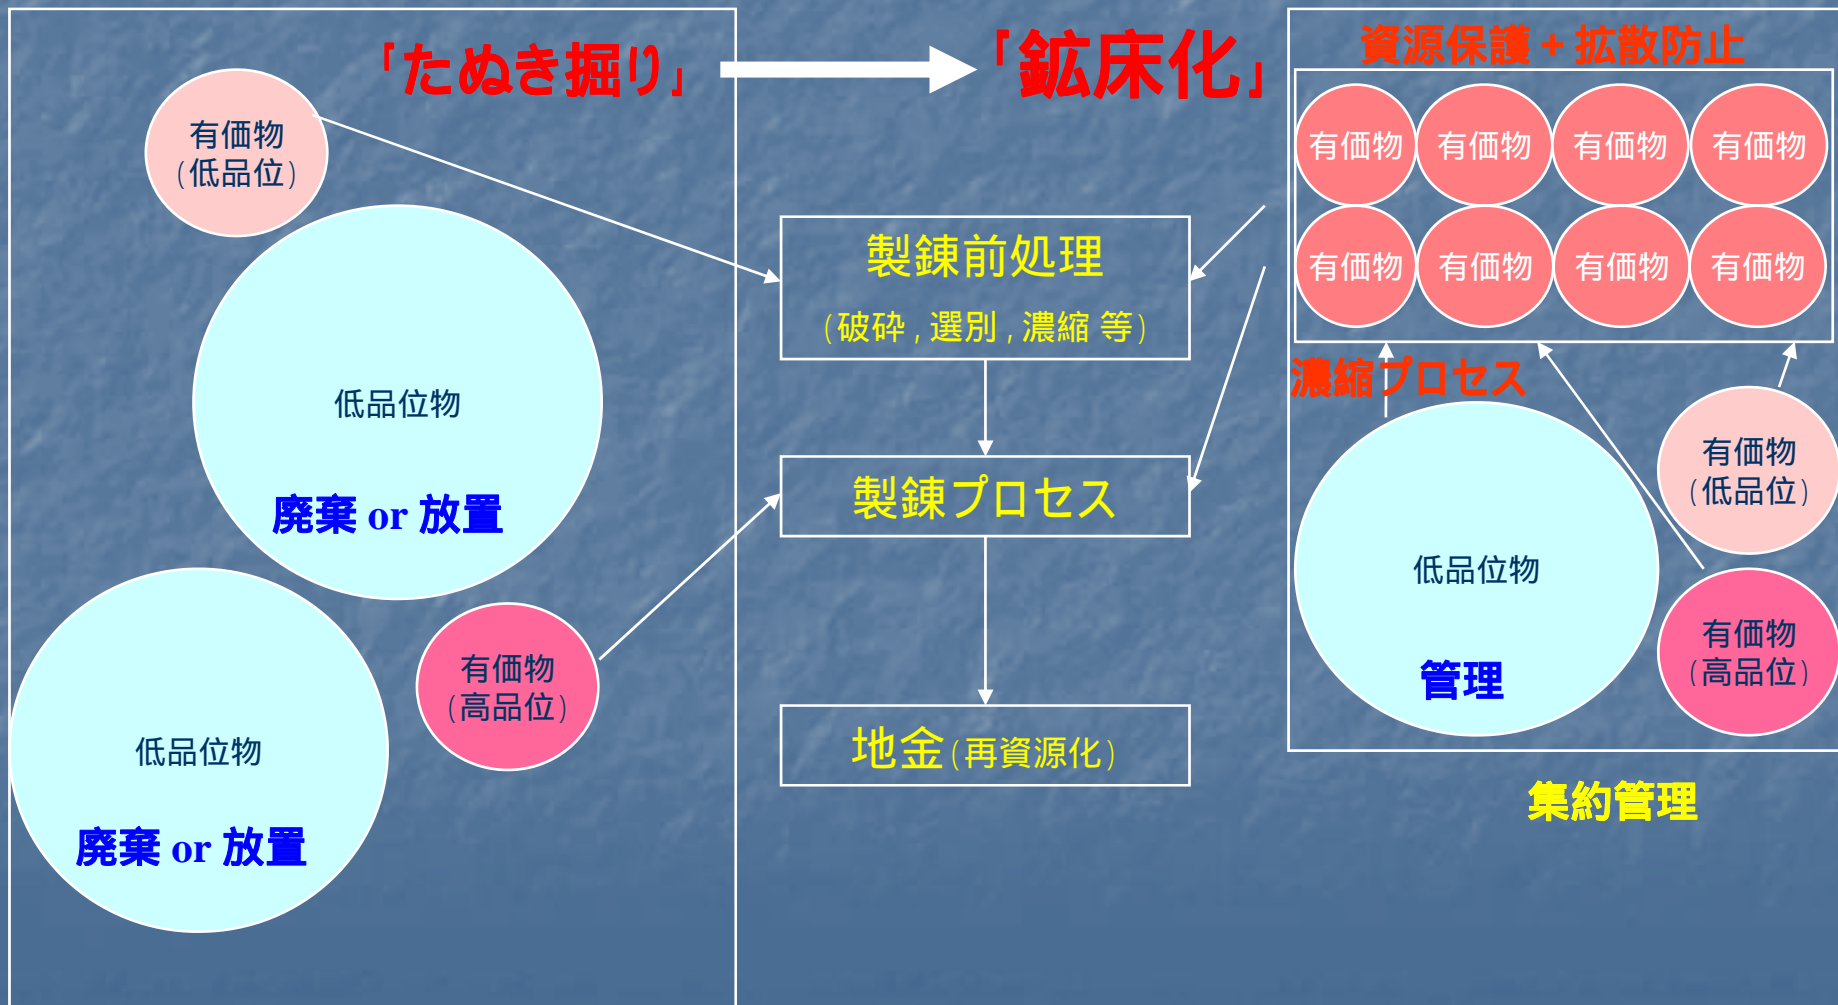 「たぬき掘り」
有価物
(低品位)
低品位物
廃棄 or 放置
有価物
(高品位)
低品位物
廃棄 or 放置
「鉱床化」
製錬前処理
(破砕 , 選別 , 濃縮 等)
製錬プロセス
地金(再資源化)
資源保護 + 拡散防止
有価物 有価物 有価物 有価物
有価物 有価物 有価物 有価物
濃縮プロセス
有価物
(低品位)
低品位物
有価物
(高品位)
管理
集約管理